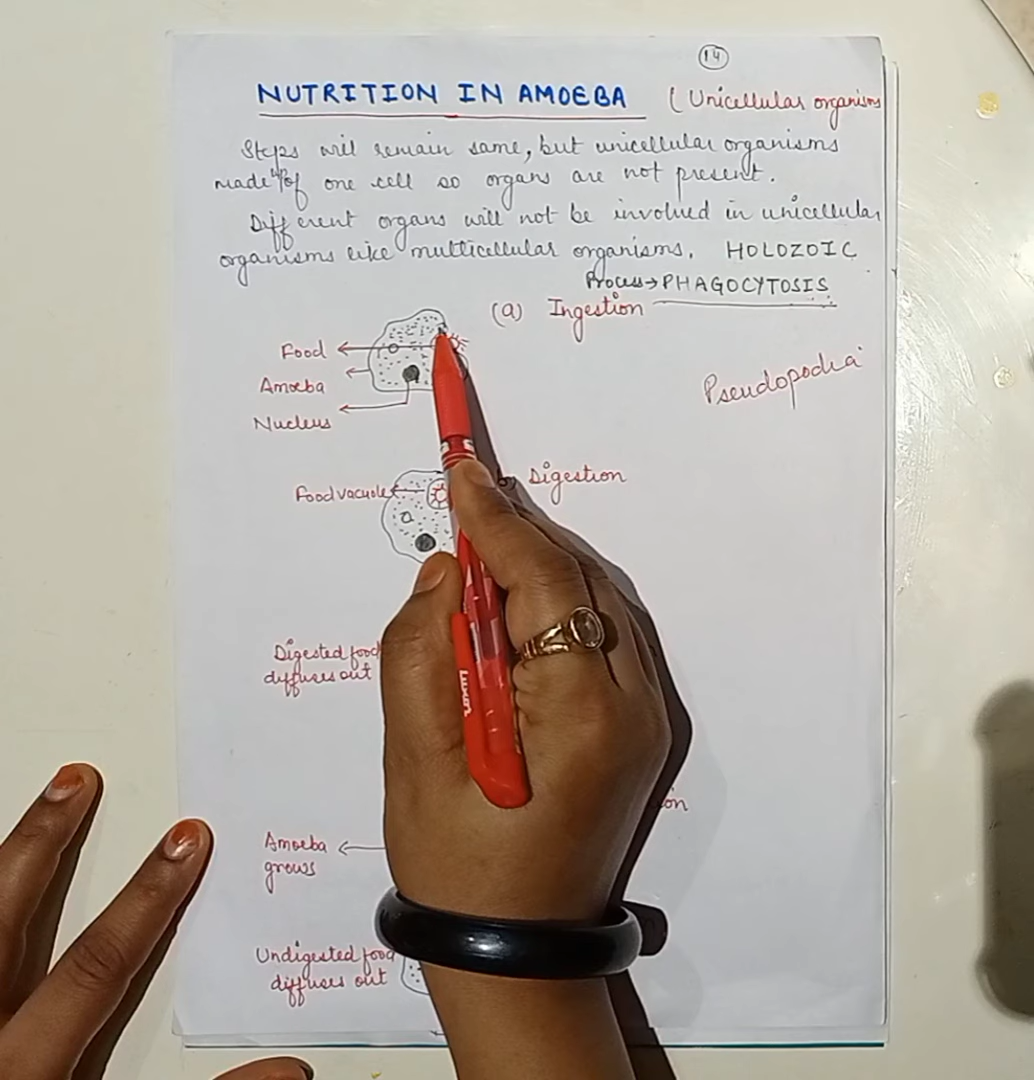 14
NUTRITION IN AMOEBA (Unicellular organisms
Steps will remain same, but unicellular organisms
made up of one cell so organs are not present.
Different organs will not be involved in unicellular
organisms like multicellular organisms. HOLOZOIC
Process→PHAGOCYTOSIS
(a) Ingestion
Food
Amoeba
Nucleus
Pseudopodia
Digestion
Food vacuole
Digested food
diffuses out
Amoeba
grows
Undigested food
diffuses out
Luxor